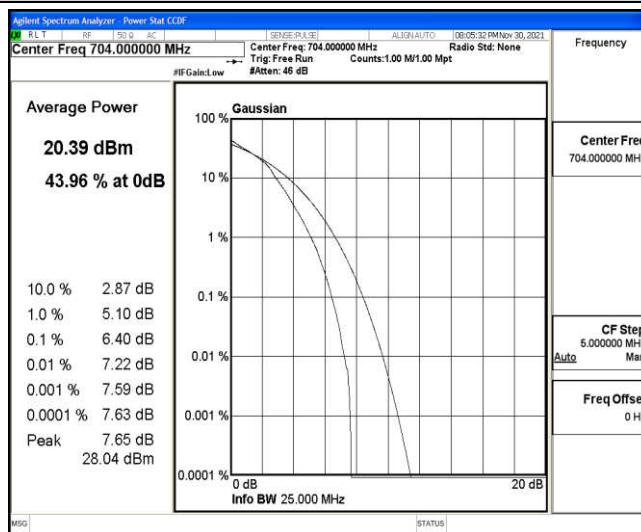 Agilent Spectrum Analyzer - Power Stat CCDF
RLT RF 50 Ω AC SENSE:PULSE ALIGN AUTO 08:05:32 PM Nov 30, 2021
Center Freq 704.000000 MHz
Center Freq: 704.000000 MHz Radio Std: None
Trig: Free Run Counts:1.00 M/1.00 Mpt
#IFGain:Low #Atten: 46 dB
Frequency
Average Power
20.39 dBm
43.96 % at 0dB
10.0 % 2.87 dB
1.0 % 5.10 dB
0.1 % 6.40 dB
0.01 % 7.22 dB
0.001 % 7.59 dB
0.0001 % 7.63 dB
Peak 7.65 dB
28.04 dBm
Gaussian
100 %
10 %
1 %
0.1 %
0.01 %
0.001 %
0.0001 %
0 dB 20 dB
Info BW 25.000 MHz
Center Fre
704.000000 MH
CF Step
5.000000 MH
Auto Ma
Freq Offse
0 H
MSG STATUS